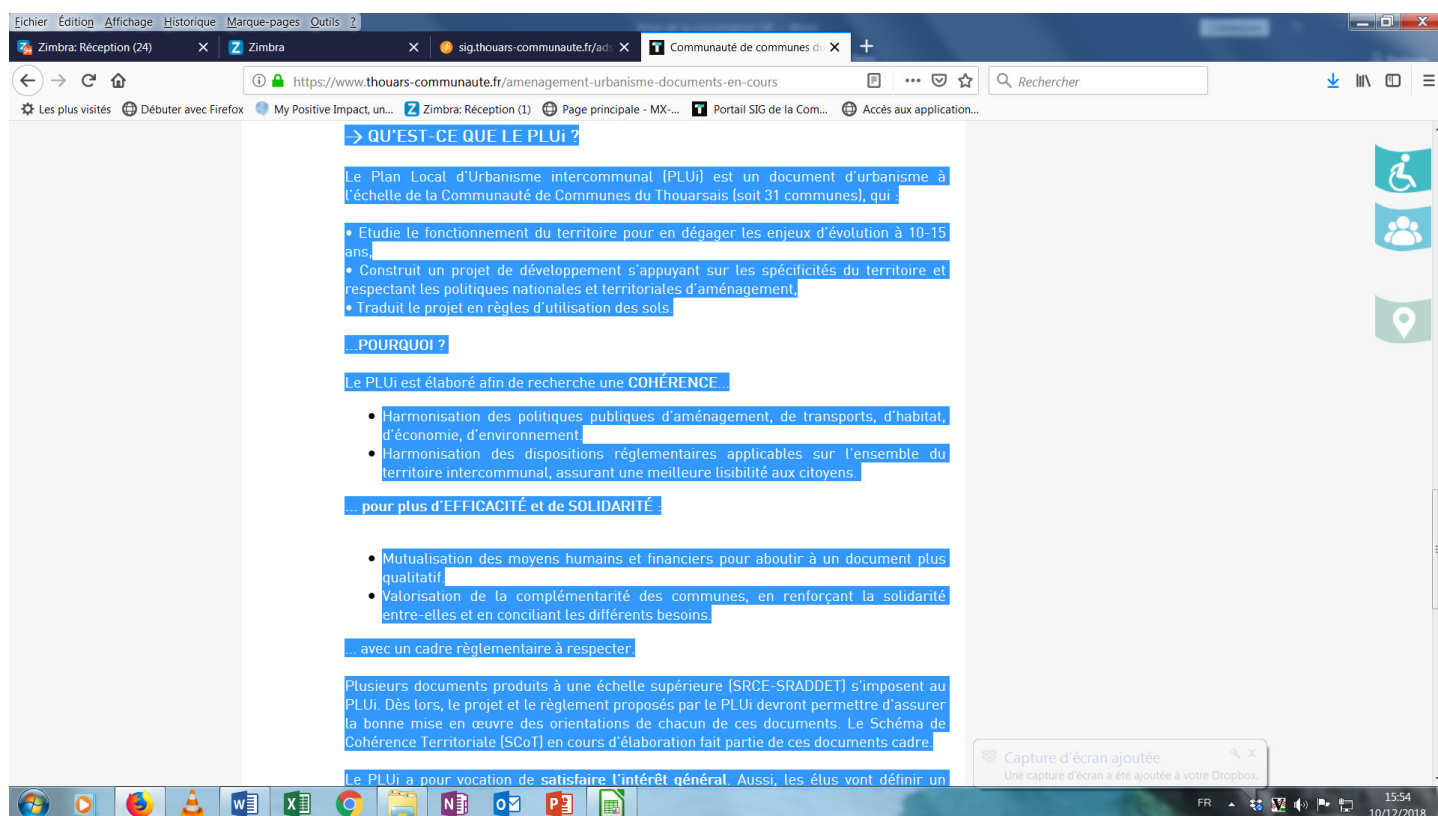 Fichier Édition Affichage Historique Marque-pages Outils ?
Zimbra: Réception (24)
Zimbra
sig.thouars-communaute.fr/ads
Communauté de communes du
https://www.thouars-communaute.fr/amenagement-urbanisme-documents-en-cours
Rechercher
Les plus visités Débuter avec Firefox My Positive Impact, un... Zimbra: Réception (1) Page principale - MX-... Portail SIG de la Com... Accès aux application...
→ QU'EST-CE QUE LE PLUi ?
Le Plan Local d'Urbanisme intercommunal (PLUi) est un document d'urbanisme à
l'échelle de la Communauté de Communes du Thouarsais (soit 31 communes), qui :
• Etudie le fonctionnement du territoire pour en dégager les enjeux d'évolution à 10-15
ans,
• Construit un projet de développement s'appuyant sur les spécificités du territoire et
respectant les politiques nationales et territoriales d'aménagement,
• Traduit le projet en règles d'utilisation des sols.
...POURQUOI ?
Le PLUi est élaboré afin de recherche une COHÉRENCE...
• Harmonisation des politiques publiques d'aménagement, de transports, d'habitat,
d'économie, d'environnement.
• Harmonisation des dispositions réglementaires applicables sur l'ensemble du
territoire intercommunal, assurant une meilleure lisibilité aux citoyens.
... pour plus d'EFFICACITÉ et de SOLIDARITÉ :
• Mutualisation des moyens humains et financiers pour aboutir à un document plus
qualitatif.
• Valorisation de la complémentarité des communes, en renforçant la solidarité
entre-elles et en conciliant les différents besoins.
... avec un cadre règlementaire à respecter.
Plusieurs documents produits à une échelle supérieure (SRCE-SRADDET) s'imposent au
PLUi. Dès lors, le projet et le règlement proposés par le PLUi devront permettre d'assurer
la bonne mise en œuvre des orientations de chacun de ces documents. Le Schéma de
Cohérence Territoriale (SCoT) en cours d'élaboration fait partie de ces documents cadre.
Le PLUi a pour vocation de satisfaire l'intérêt général. Aussi, les élus vont définir un
Capture d'écran ajoutée
Une capture d'écran a été ajoutée à votre Dropbox.
FR
15:54
10/12/2018